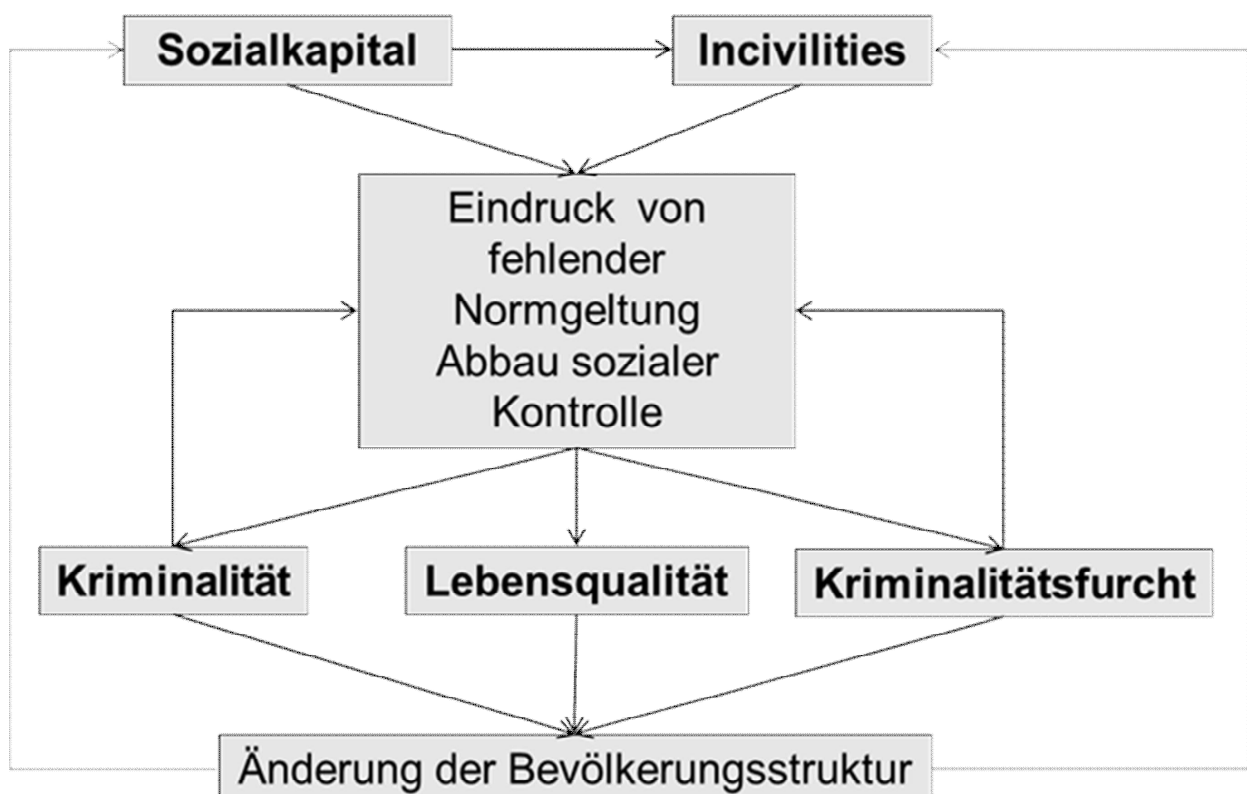 Sozialkapital
Incivilities
Eindruck von
fehlender
Normgeltung
Abbau sozialer
Kontrolle
Kriminalität
Lebensqualität
Kriminalitätsfurcht
Änderung der Bevölkerungsstruktur